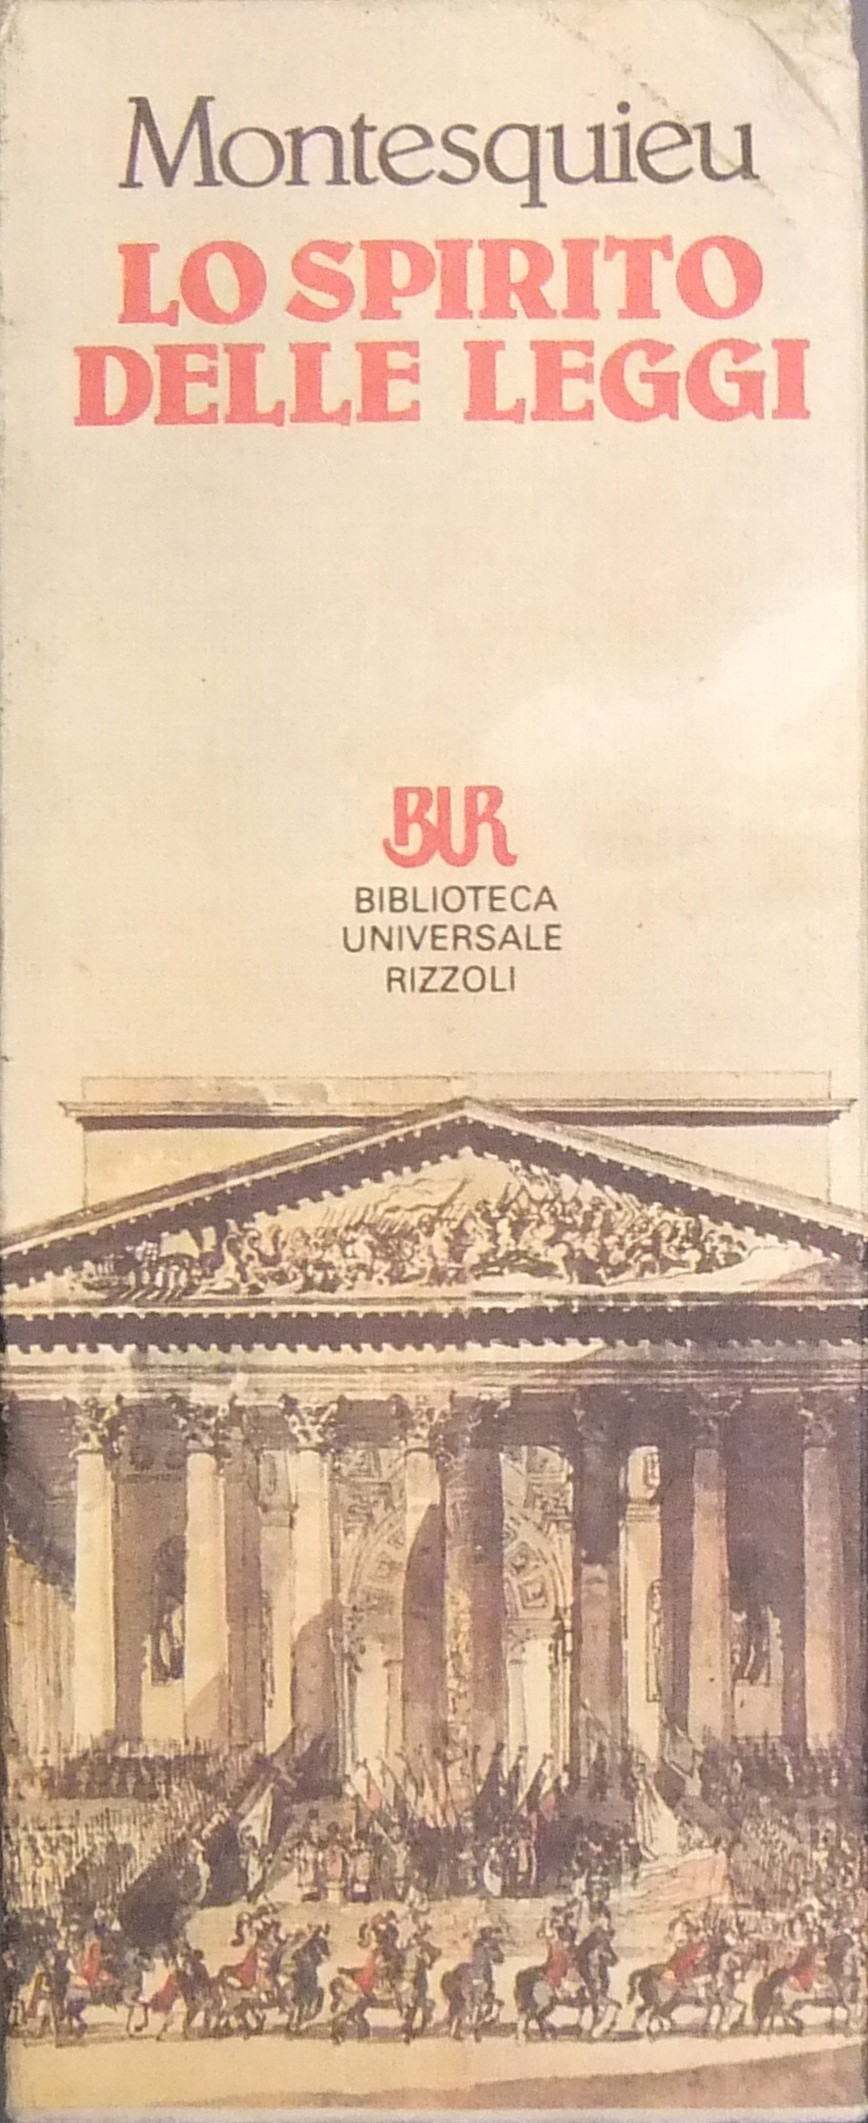 Montesquieu
LO SPIRITO
DELLE LEGGI
BUR
BIBLIOTECA
UNIVERSALE
RIZZOLI